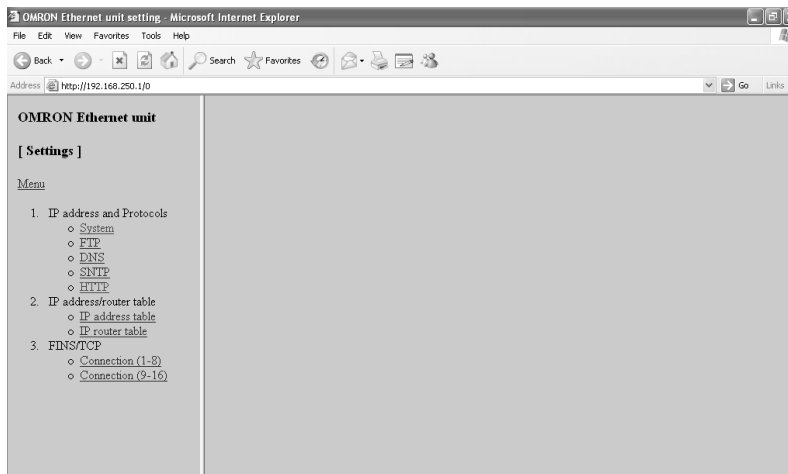 OMRON Ethernet unit setting - Microsoft Internet Explorer
File Edit View Favorites Tools Help
Back Search Favorites
Address http://192.168.250.1/0 Go Links
OMRON Ethernet unit
[ Settings ]
Menu
1. IP address and Protocols
System
FTP
DNS
SNTP
HTTP
2. IP address/router table
IP address table
IP router table
3. FINS/TCP
Connection (1-8)
Connection (9-16)